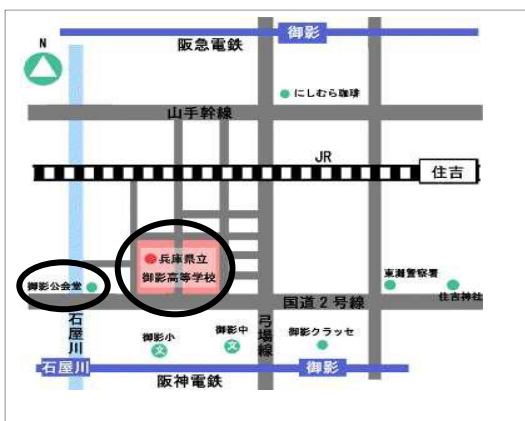 御影
阪急電鉄
N
にしむら珈琲
山手幹線
JR
住吉
兵庫県立
御影高等学校
御影公会堂
東灘警察署
住吉神社
国道2号線
石屋川
弓場線
御影小
文
御影中
文
御影クラッセ
石屋川
阪神電鉄
御影